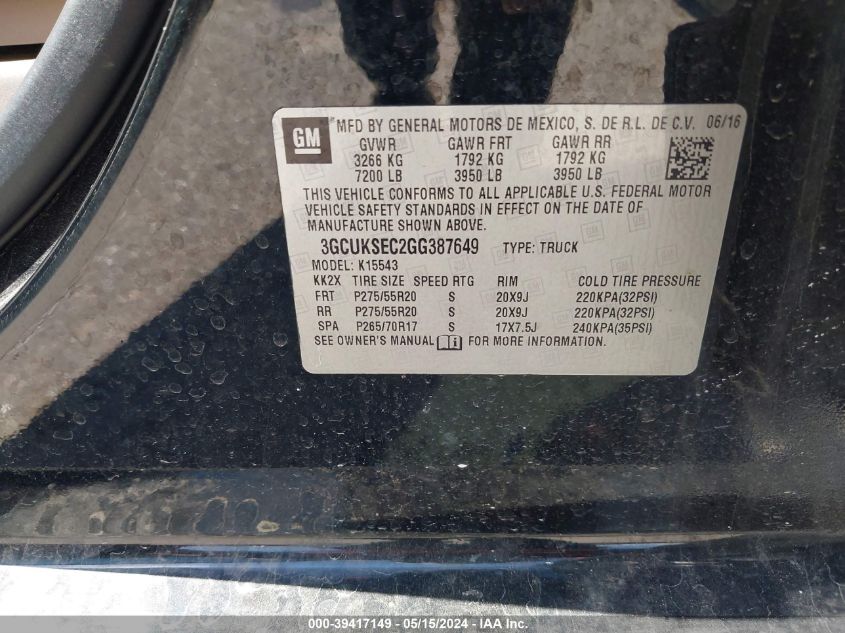 GM
MFD BY GENERAL MOTORS DE MEXICO, S. DE R.L. DE C.V. 06/16
GVWR GAWR FRT GAWR RR
3266 KG 1792 KG 1792 KG
7200 LB 3950 LB 3950 LB
THIS VEHICLE CONFORMS TO ALL APPLICABLE U.S. FEDERAL MOTOR
VEHICLE SAFETY STANDARDS IN EFFECT ON THE DATE OF
MANUFACTURE SHOWN ABOVE.
3GCUKSEC2GG387649 TYPE: TRUCK
MODEL: K15543
KK2X TIRE SIZE SPEED RTG RIM COLD TIRE PRESSURE
FRT P275/55R20 S 20X9J 220KPA(32PSI)
RR P275/55R20 S 20X9J 220KPA(32PSI)
SPA P265/70R17 S 17X7.5J 240KPA(35PSI)
SEE OWNER'S MANUAL FOR MORE INFORMATION.
000-39417149 - 05/15/2024 - IAAI, Inc.